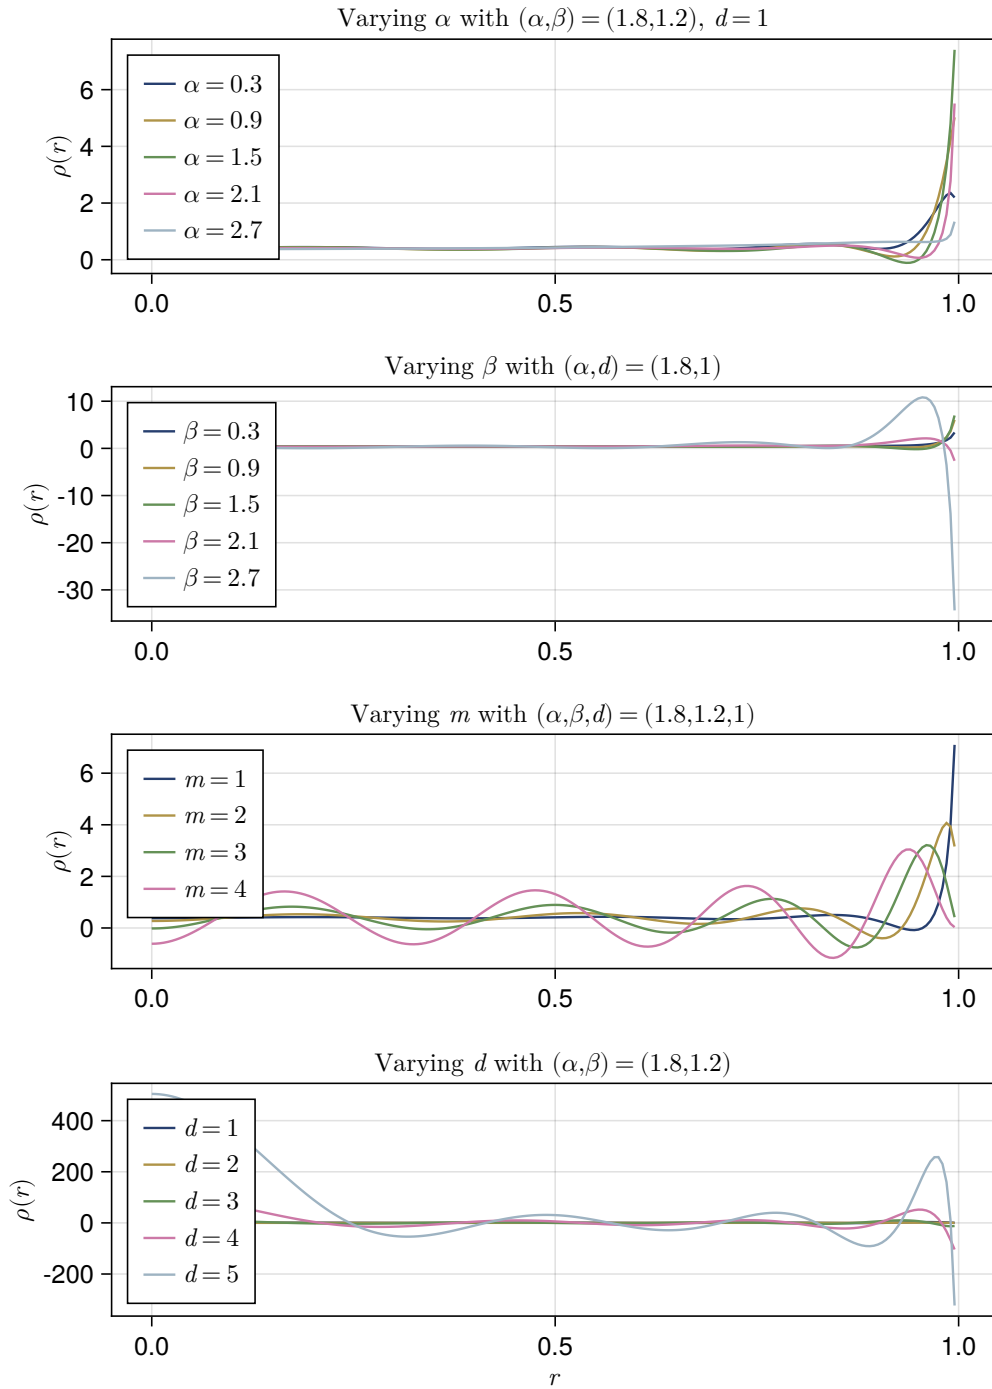 Varying α with (α,β) = (1.8,1.2), d = 1
ρ(r)
6
4
2
0
α = 0.3
α = 0.9
α = 1.5
α = 2.1
α = 2.7
0.0 0.5 1.0
Varying β with (α,d) = (1.8,1)
ρ(r)
10
0
-10
-20
-30
β = 0.3
β = 0.9
β = 1.5
β = 2.1
β = 2.7
0.0 0.5 1.0
Varying m with (α,β,d) = (1.8,1.2,1)
ρ(r)
6
4
2
0
m = 1
m = 2
m = 3
m = 4
0.0 0.5 1.0
Varying d with (α,β) = (1.8,1.2)
ρ(r)
400
200
0
-200
d = 1
d = 2
d = 3
d = 4
d = 5
0.0 0.5 1.0
r